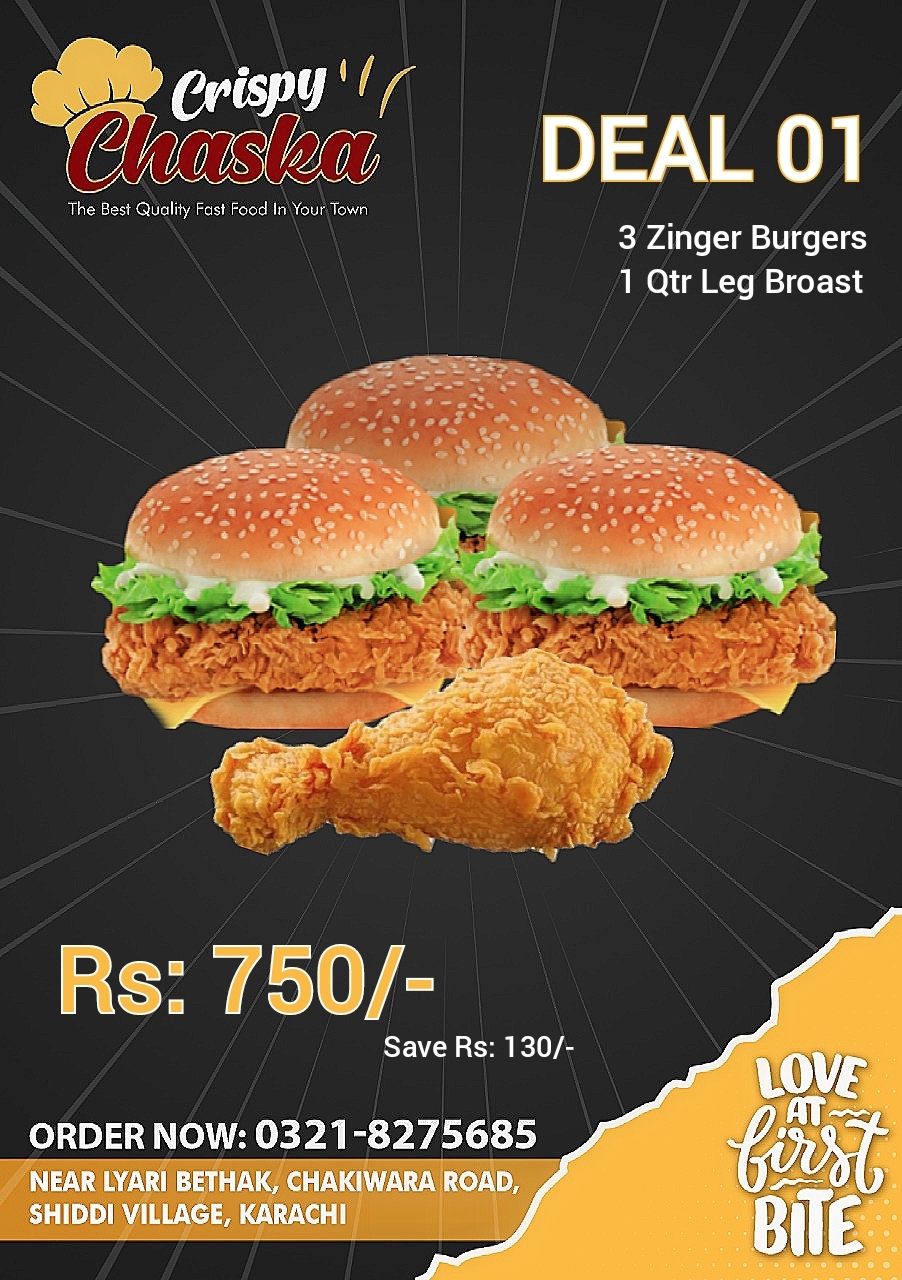 Crispy
Chaska
The Best Quality Fast Food In Your Town
DEAL 01
3 Zinger Burgers
1 Qtr Leg Broast
Rs: 750/-
Save Rs: 130/-
ORDER NOW: 0321-8275685
NEAR LYARI BETHAK, CHAKIWARA ROAD,
SHIDDI VILLAGE, KARACHI
LOVE
AT
first
BITE